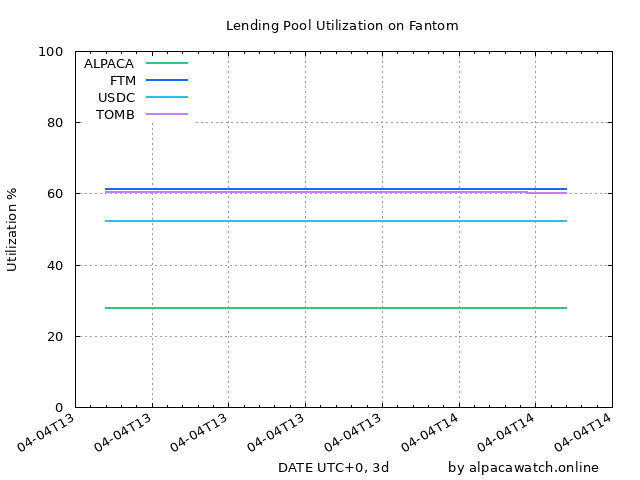 Lending Pool Utilization on Fantom
100
80
60
40
20
0
Utilization %
ALPACA
FTM
USDC
TOMB
04-04T13
04-04T13
04-04T13
04-04T13
04-04T13
04-04T14
04-04T14
04-04T14
DATE UTC+0, 3d
by alpacawatch.online